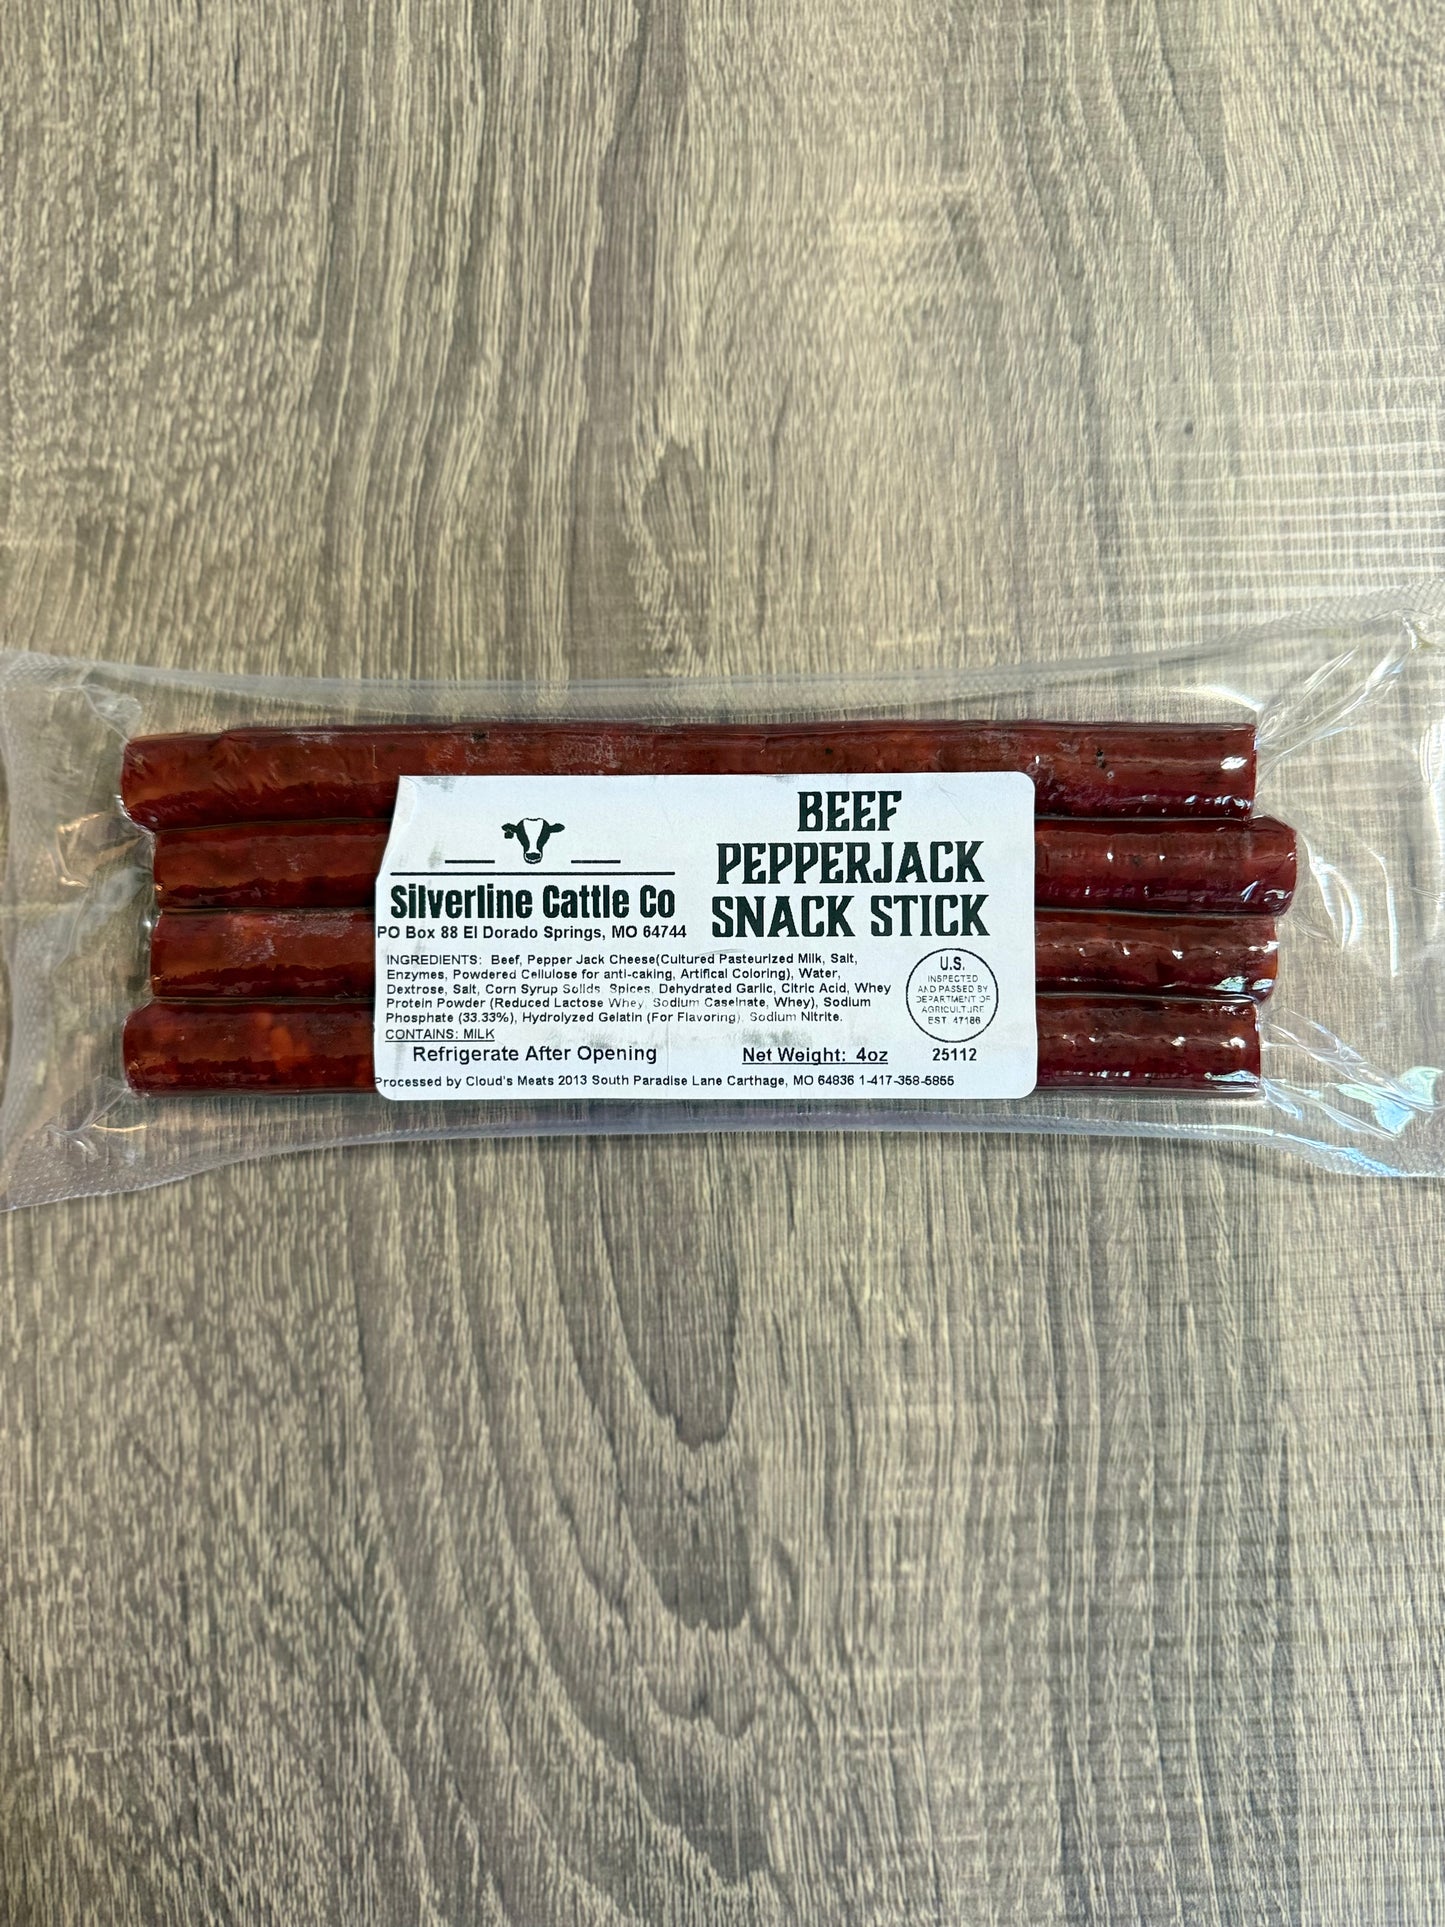 Silverline Cattle Co
PO Box 88 El Dorado Springs, MO 64744
BEEF
PEPPERJACK
SNACK STICK
INGREDIENTS: Beef, Pepper Jack Cheese(Cultured Pasteurized Milk, Salt,
Enzymes, Powdered Cellulose for anti-caking, Artifical Coloring), Water,
Dextrose, Salt, Corn Syrup Solids, Spices, Dehydrated Garlic, Citric Acid, Whey
Protein Powder (Reduced Lactose Whey, Sodium Caseinate, Whey), Sodium
Phosphate (33.33%), Hydrolyzed Gelatin (For Flavoring), Sodium Nitrite.
CONTAINS: MILK
U.S.
INSPECTED
AND PASSED BY
DEPARTMENT OF
AGRICULTURE
EST. 47186
Refrigerate After Opening
Net Weight: 4oz
25112
Processed by Cloud's Meats 2013 South Paradise Lane Carthage, MO 64836 1-417-358-5855